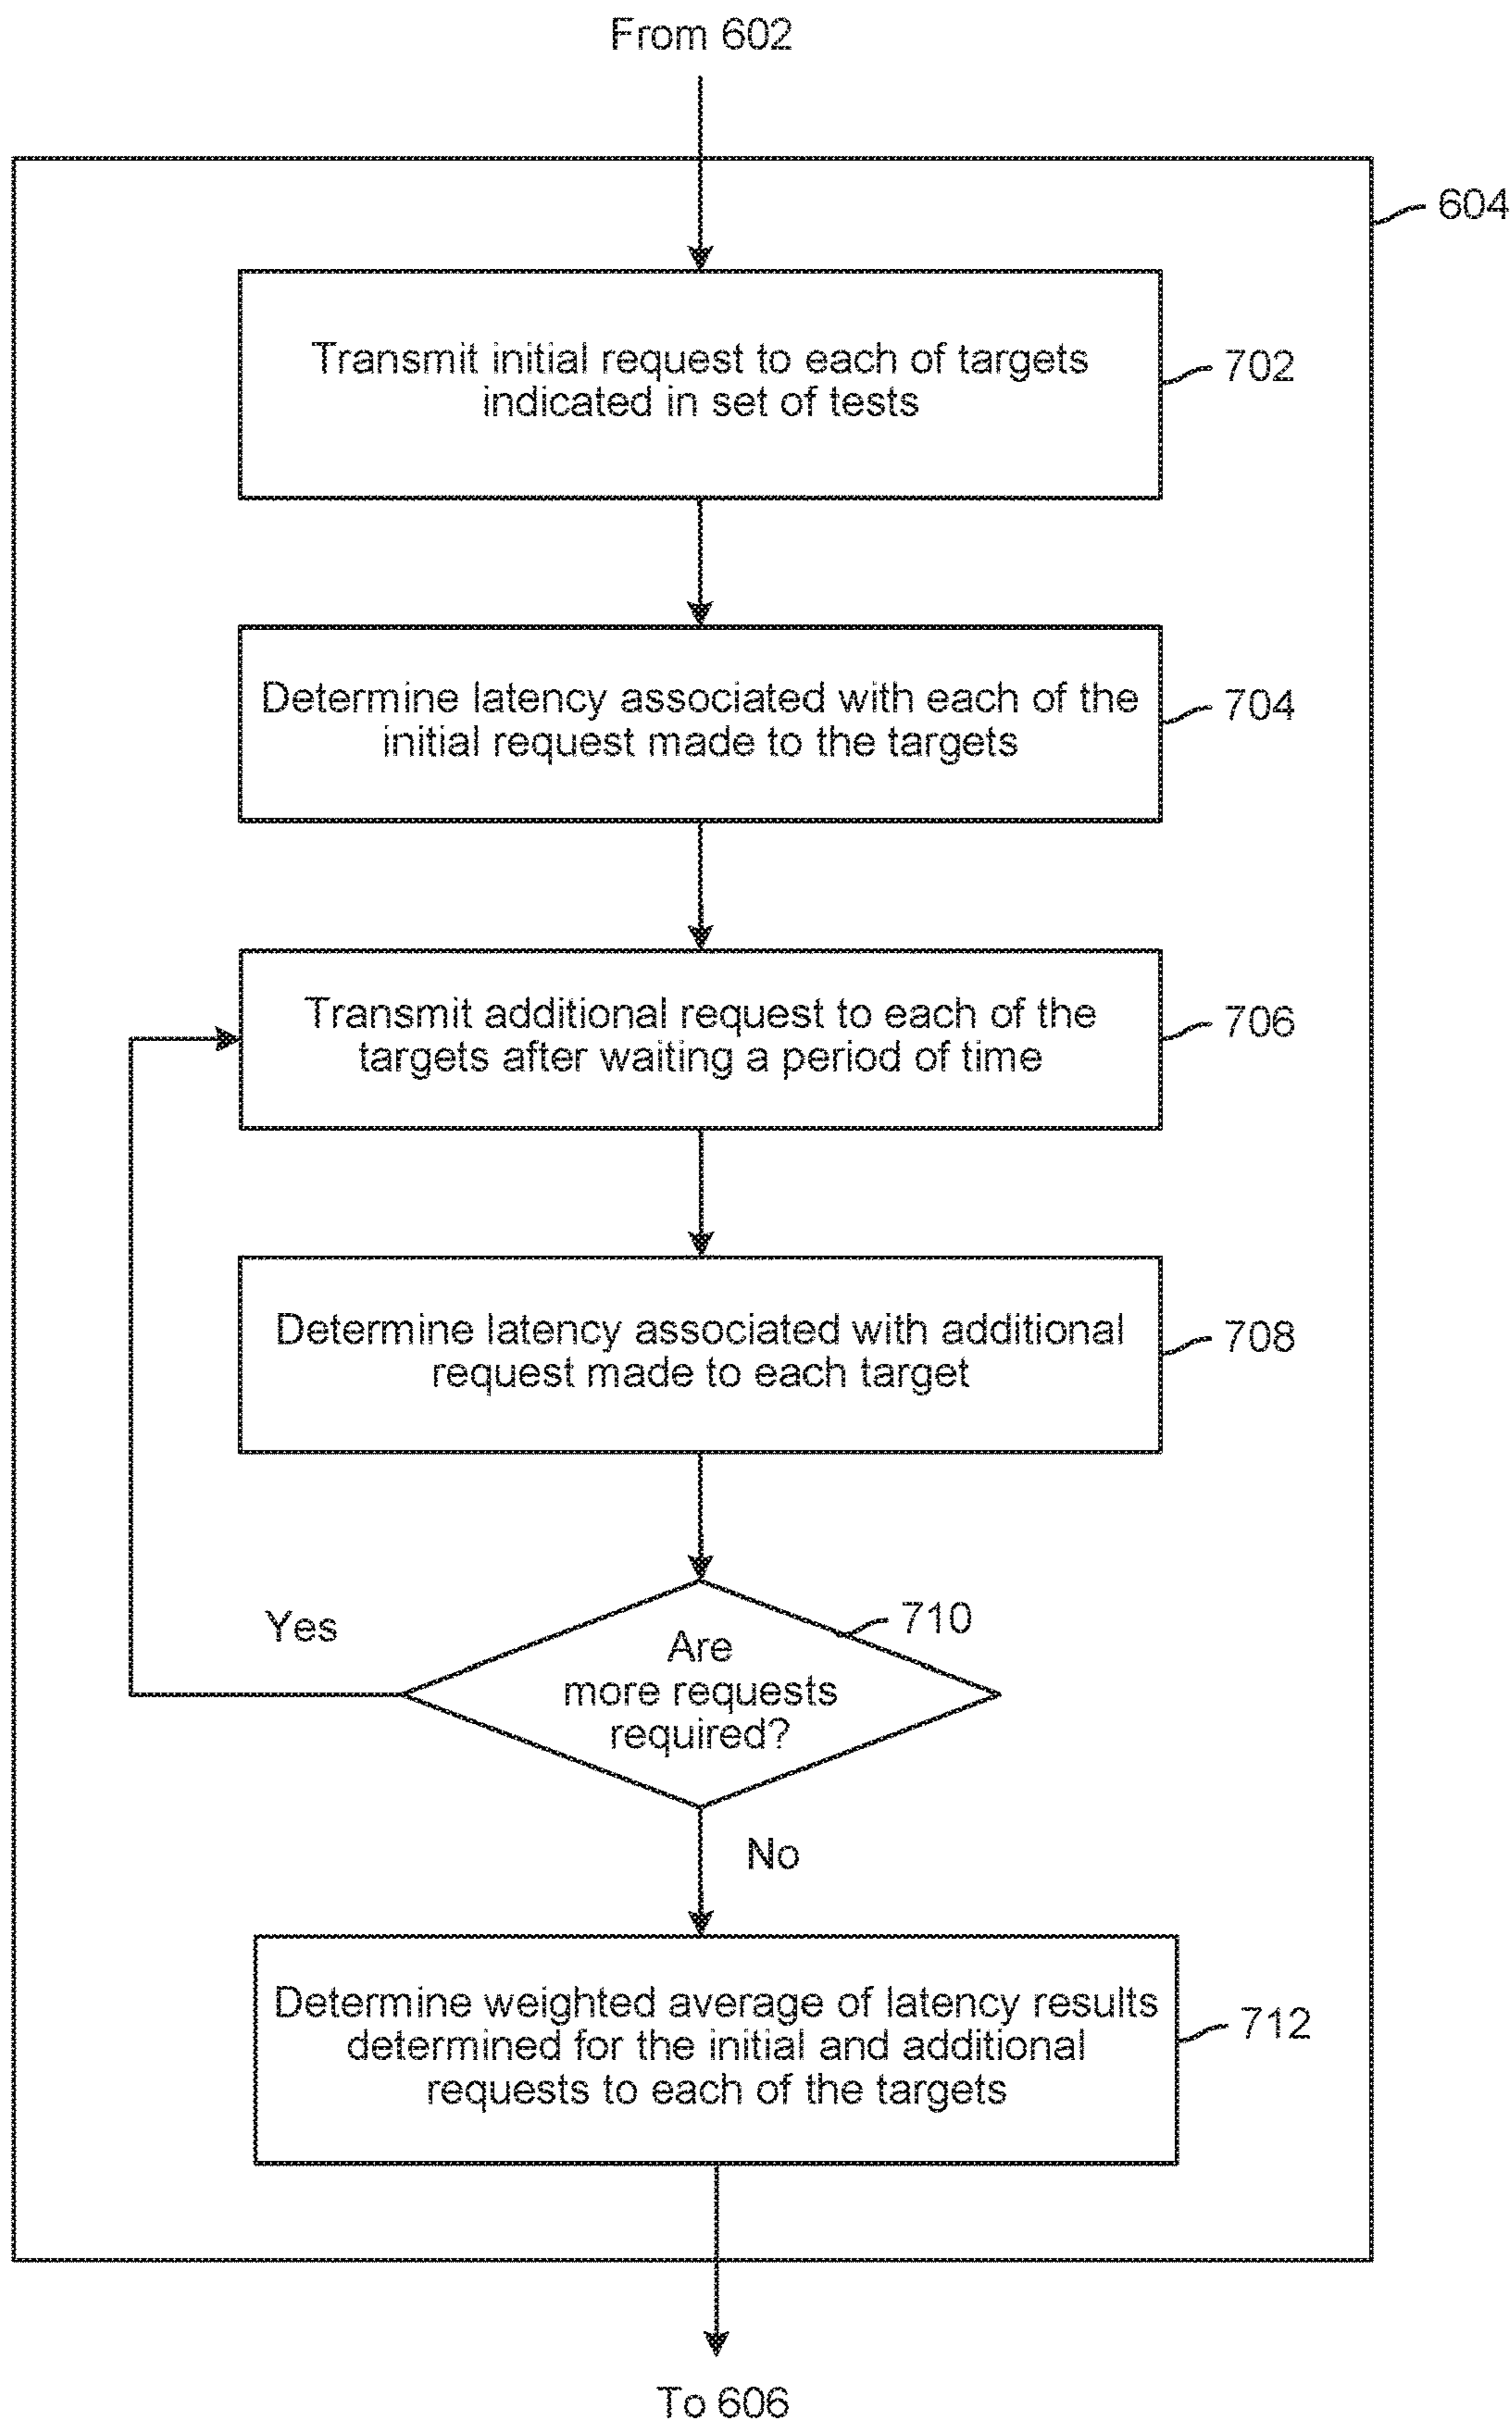 From 602
604
Transmit initial request to each of targets
indicated in set of tests
702
Determine latency associated with each of the
initial request made to the targets
704
Transmit additional request to each of the
targets after waiting a period of time
706
Determine latency associated with additional
request made to each target
708
Yes
710
Are
more requests
required?
No
Determine weighted average of latency results
determined for the initial and additional
requests to each of the targets
712
To 606